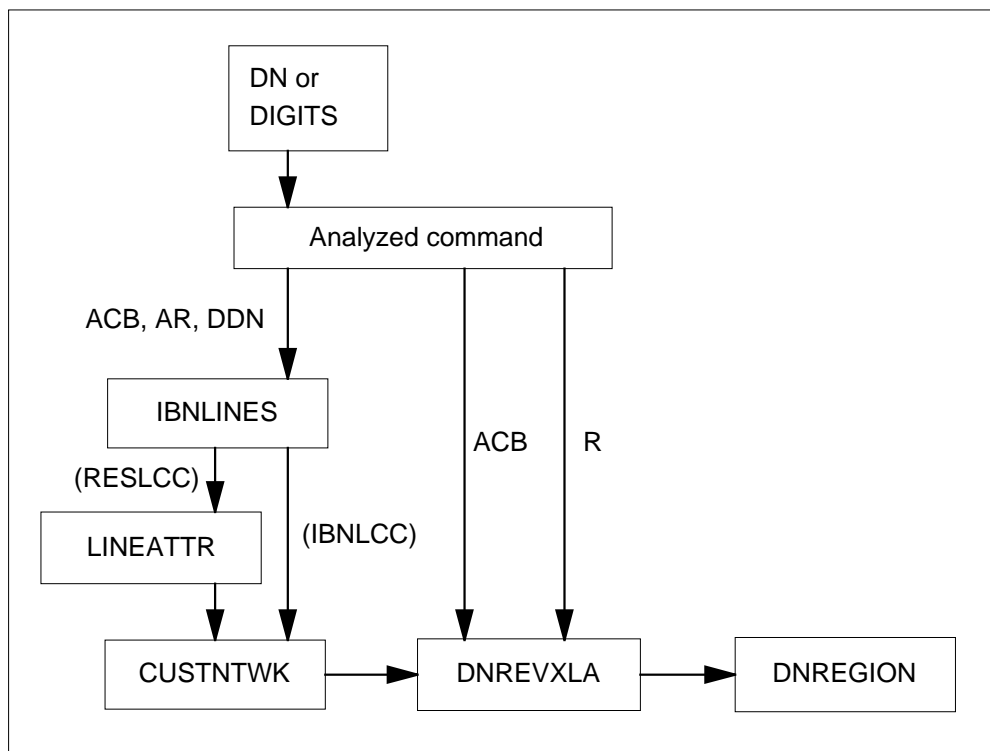 DN or
DIGITS
Analyzed command
ACB, AR, DDN
IBNLINES
ACB
R
(RESLCC)
LINEATTR
(IBNLCC)
CUSTNTWK
DNREVXLA
DNREGION